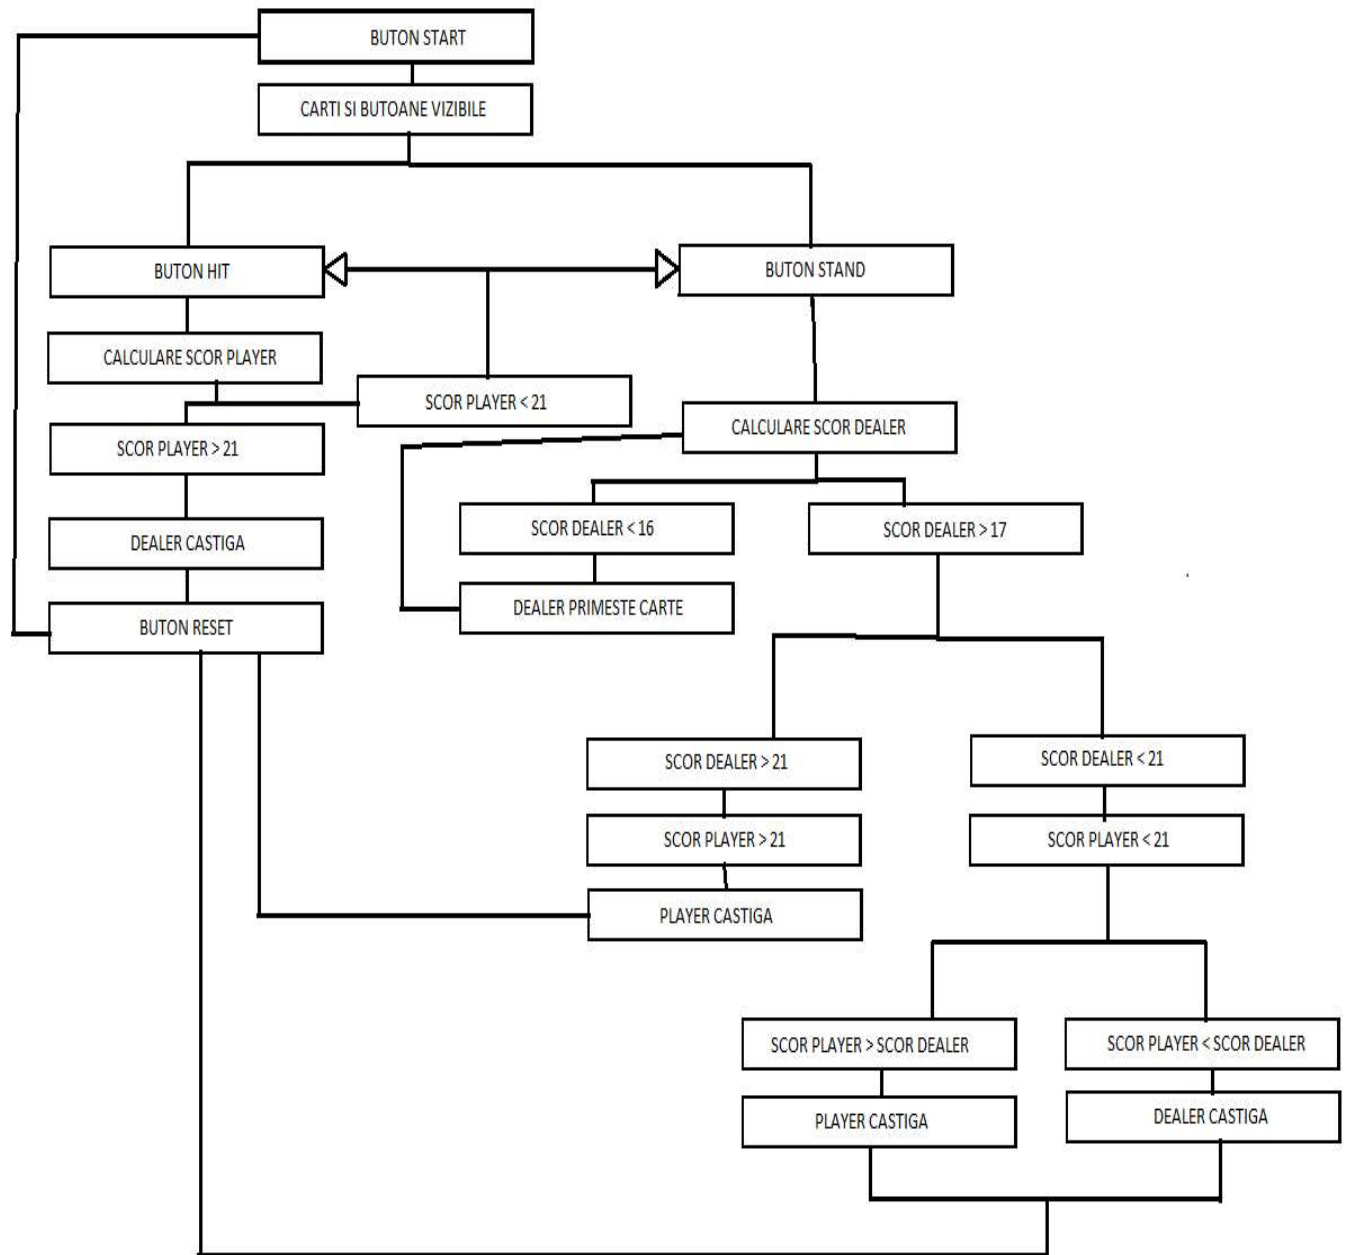 BUTON START
CARTI SI BUTOANE VIZIBILE
BUTON HIT
BUTON STAND
CALCULARE SCOR PLAYER
SCOR PLAYER < 21
CALCULARE SCOR DEALER
SCOR PLAYER > 21
SCOR DEALER < 16
SCOR DEALER > 17
DEALER CASTIGA
DEALER PRIMESTE CARTE
BUTON RESET
SCOR DEALER > 21
SCOR DEALER < 21
SCOR PLAYER > 21
SCOR PLAYER < 21
PLAYER CASTIGA
SCOR PLAYER > SCOR DEALER
SCOR PLAYER < SCOR DEALER
PLAYER CASTIGA
DEALER CASTIGA